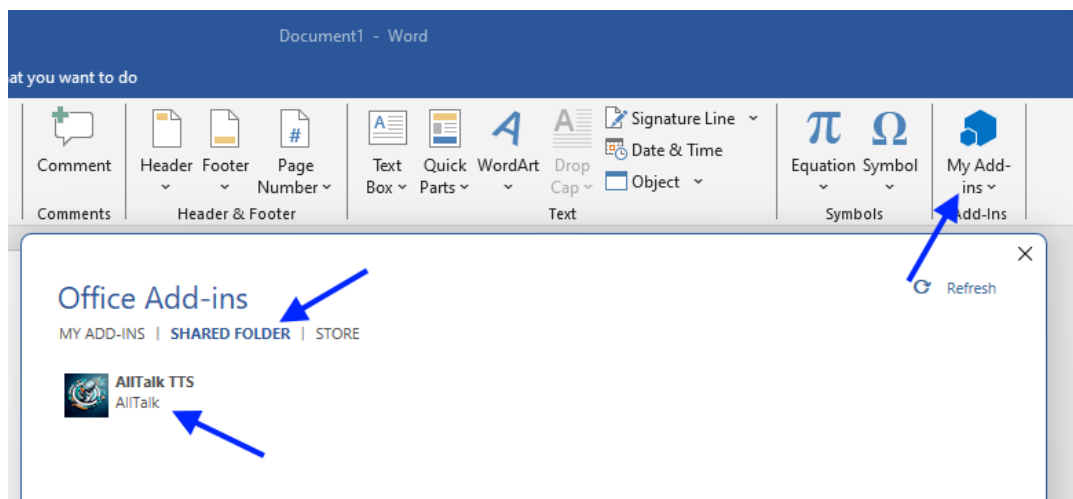 Document1 - Word
at you want to do
Comment
Header Footer Page Number
Text Box Quick Parts WordArt Drop Cap
Signature Line
Date & Time
Object
Equation Symbol
My Add-ins
Comments Header & Footer Text Symbols Add-Ins
Office Add-ins
Refresh
MY ADD-INS | SHARED FOLDER | STORE
AllTalk TTS
AllTalk